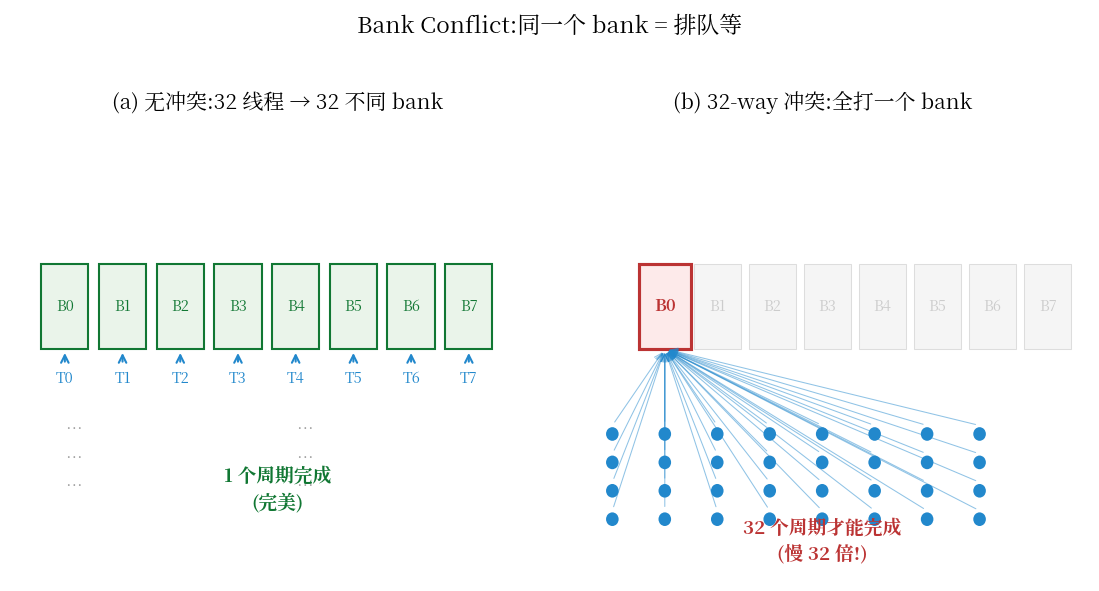 Bank Conflict:同一个 bank = 排队等
(a) 无冲突:32 线程 → 32 不同 bank
B0 B1 B2 B3 B4 B5 B6 B7
T0 T1 T2 T3 T4 T5 T6 T7
... ...
... ...
... ...
1 个周期完成
(完美)
(b) 32-way 冲突:全打一个 bank
B0 B1 B2 B3 B4 B5 B6 B7
32 个周期才能完成
(慢 32 倍!)